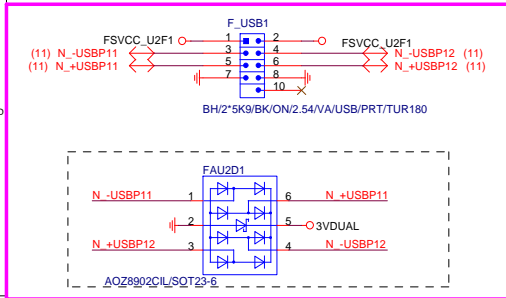 F_USB1
FSVCC_U2F1 1 2 FSVCC_U2F1
(11) N_-USBP11 3 4 N_-USBP12 (11)
(11) N_+USBP11 5 6 N_+USBP12 (11)
7 8
10
BH/2*5K9/BK/ON/2.54/VA/USB/PRT/TUR180
FAU2D1
N_-USBP11 1 6 N_+USBP11
2 5 3VDUAL
N_+USBP12 3 4 N_-USBP12
AOZ8902CIL/SOT23-6